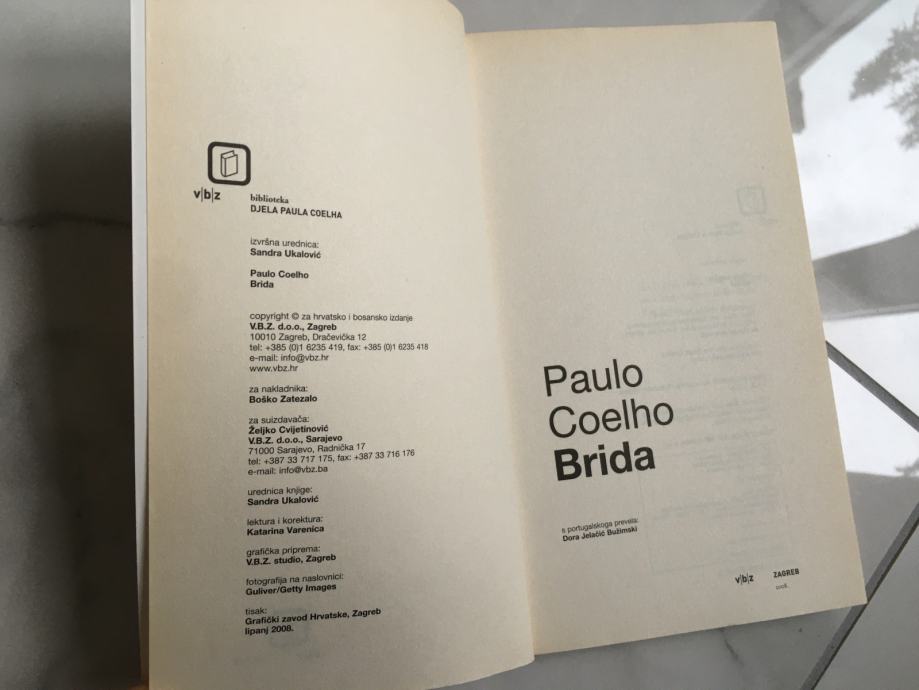 v|b|z
biblioteka
DJELA PAULA COELHA
izvršna urednica:
Sandra Ukalović
Paulo Coelho
Brida
copyright © za hrvatsko i bosansko izdanje
V.B.Z. d.o.o., Zagreb
10010 Zagreb, Dračevička 12
tel: +385 (0)1 6235 419, fax: +385 (0)1 6235 418
e-mail: info@vbz.hr
www.vbz.hr
za nakladnika:
Boško Zatezalo
za suizdavača:
Željko Cvijetinović
V.B.Z. d.o.o., Sarajevo
71000 Sarajevo, Radnička 17
tel: +387 33 717 175, fax: +387 33 716 176
e-mail: info@vbz.ba
urednica knjige:
Sandra Ukalović
lektura i korektura:
Katarina Varenica
grafička priprema:
V.B.Z. studio, Zagreb
fotografija na naslovnici:
Guliver/Getty Images
tisak:
Grafički zavod Hrvatske, Zagreb
lipanj 2008.
Paulo
Coelho
Brida
s portugalskoga prevela:
Dora Jelačić Bužimski
v|b|z ZAGREB
2008.